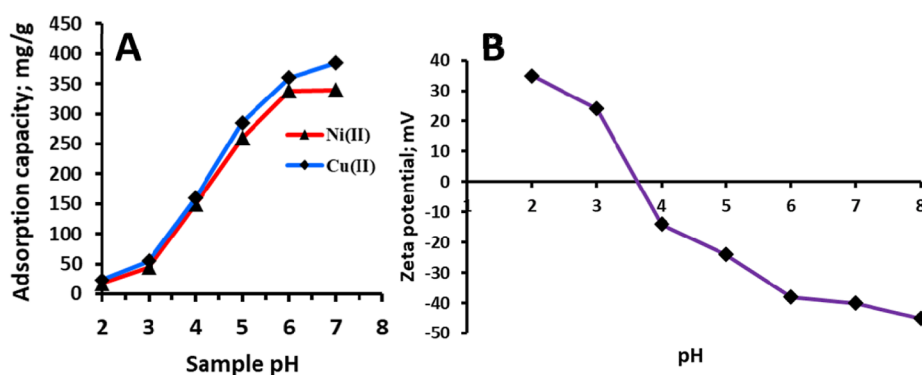 A
Adsorption capacity; mg/g
450
400
350
300
250
200
150
100
50
0
2 3 4 5 6 7 8
Sample pH
Ni(II)
Cu(II)
B
Zeta potential; mV
40
30
20
10
0
-10
-20
-30
-40
-50
1 2 3 4 5 6 7 8
pH